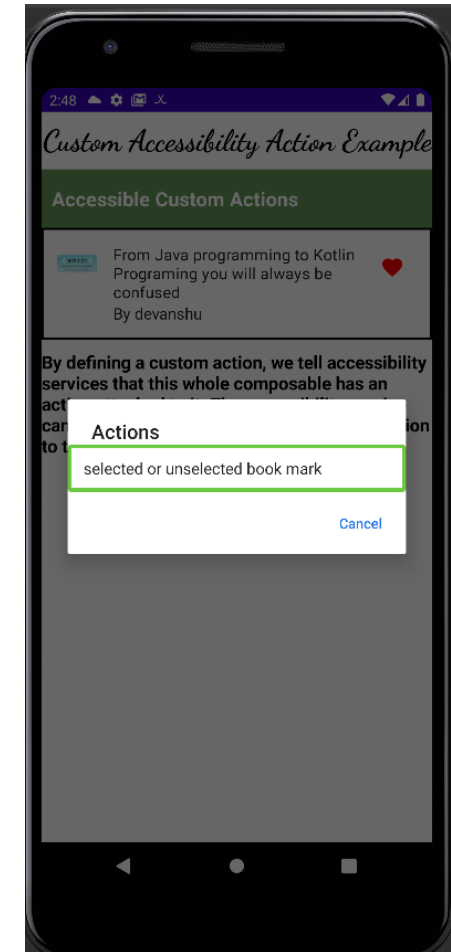 2:48
Custom Accessibility Action Example
Accessible Custom Actions
From Java programming to Kotlin
Programing you will always be
confused
By devanshu
By defining a custom action, we tell accessibility
services that this whole composable has an
Actions
selected or unselected book mark
Cancel
to t